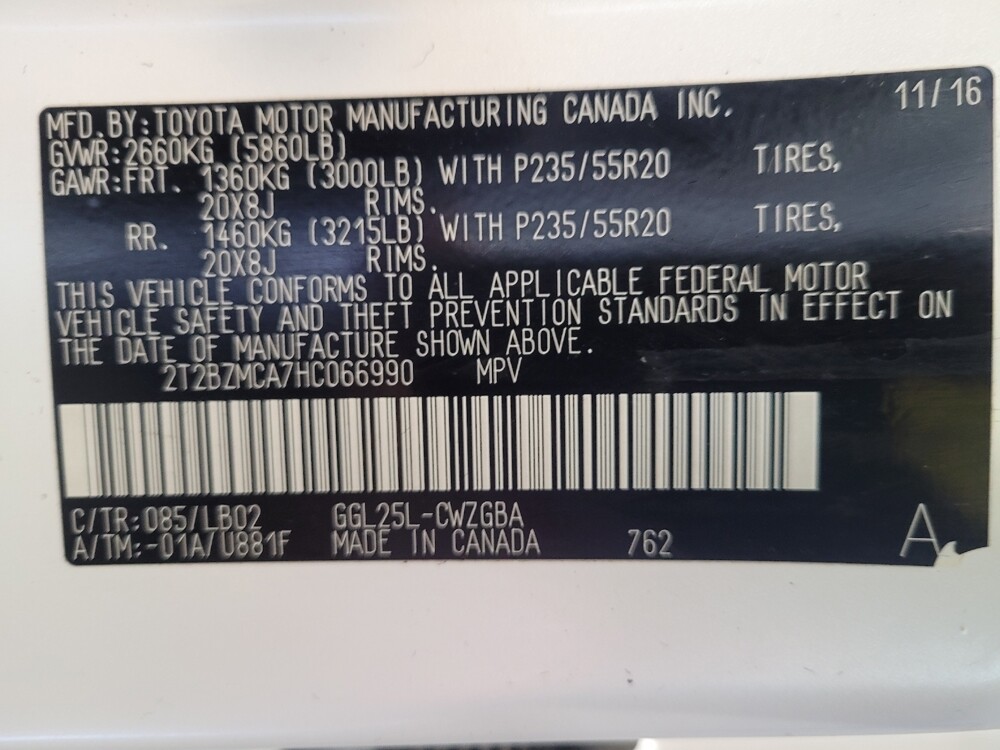 MFD.BY:TOYOTA MOTOR MANUFACTURING CANADA INC. 11/16
GVWR:2660KG (5860LB)
GAWR:FRT. 1360KG (3000LB) WITH P235/55R20 TIRES,
20X8J RIMS.
RR. 1460KG (3215LB) WITH P235/55R20 TIRES,
20X8J RIMS.
THIS VEHICLE CONFORMS TO ALL APPLICABLE FEDERAL MOTOR
VEHICLE SAFETY AND THEFT PREVENTION STANDARDS IN EFFECT ON
THE DATE OF MANUFACTURE SHOWN ABOVE.
2T2BZMCA7HC066990 MPV
C/TR:085/LB02 GGL25L-CWZGBA
A/TM:-01A/U881F MADE IN CANADA 762 A